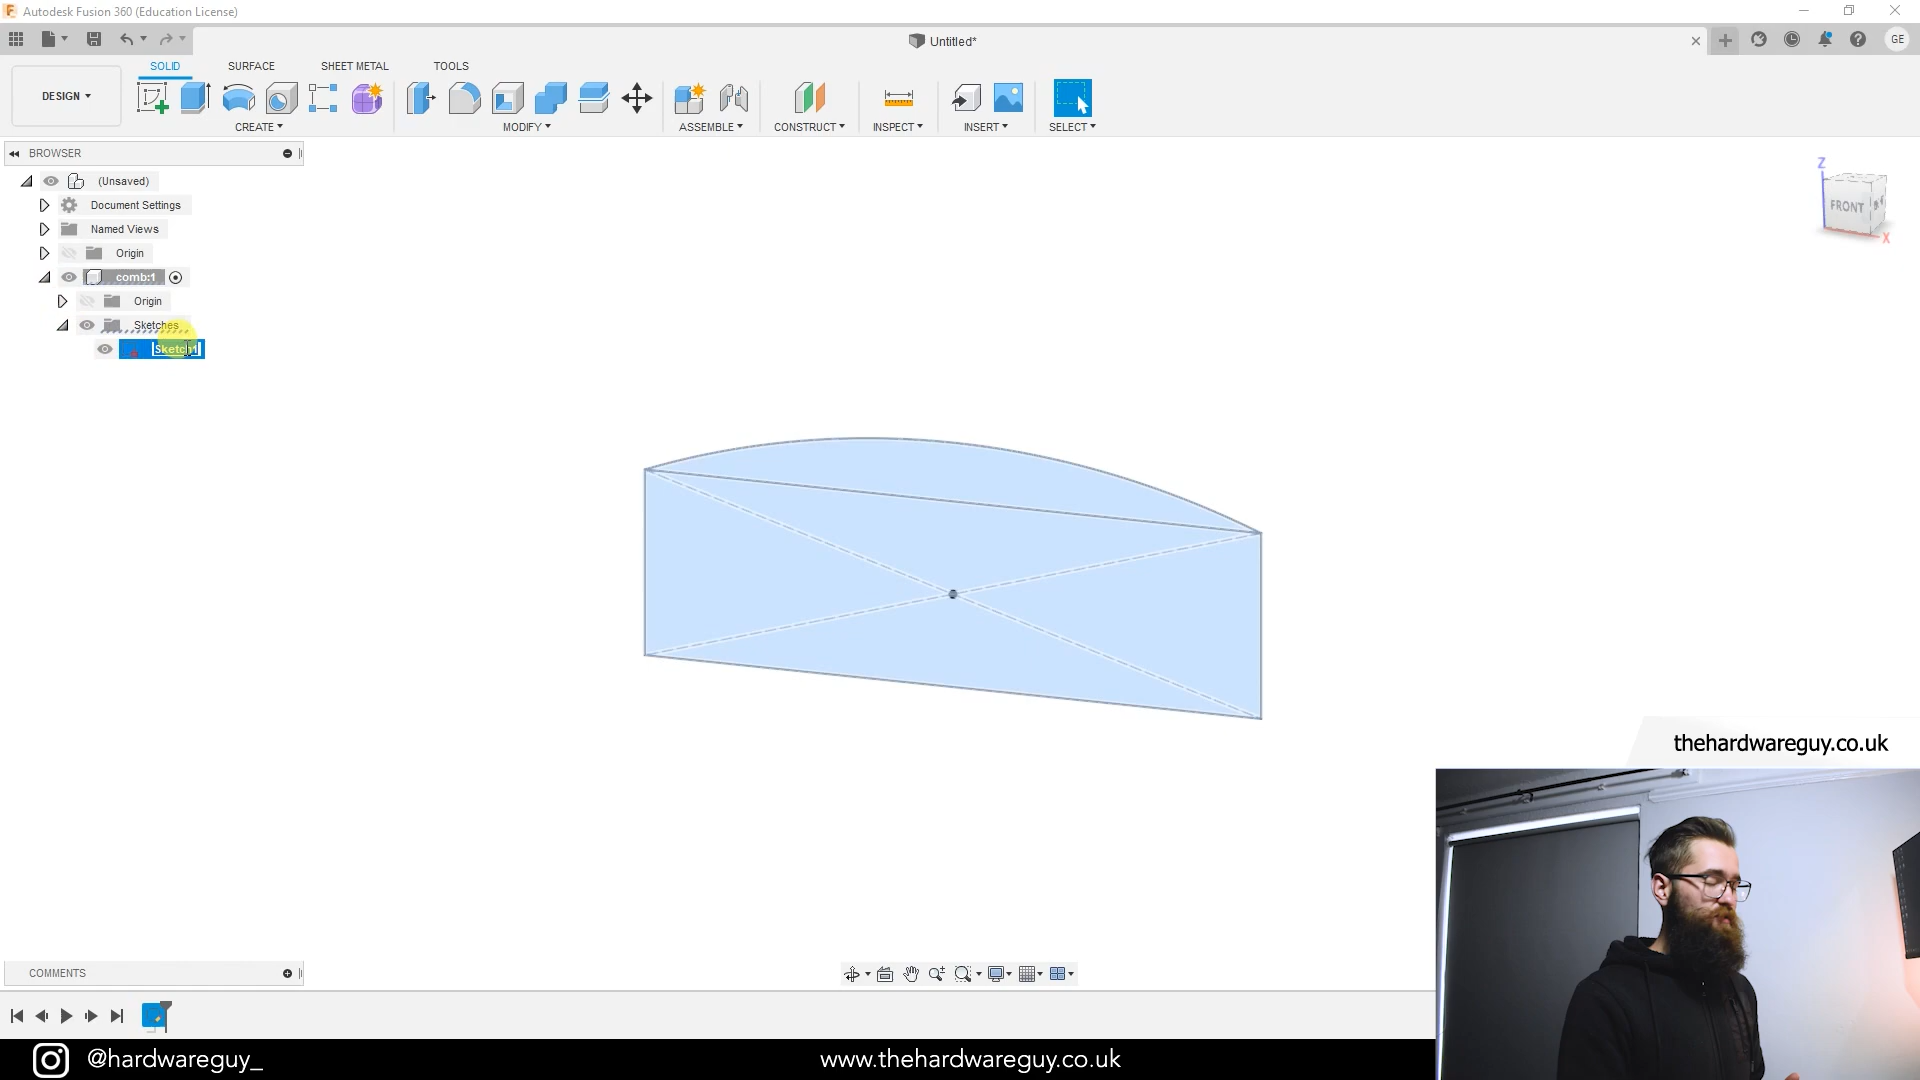 Autodesk Fusion 360 (Education License)
Untitled*
GE
DESIGN
SOLID
SURFACE
SHEET METAL
TOOLS
CREATE
MODIFY
ASSEMBLE
CONSTRUCT
INSPECT
INSERT
SELECT
BROWSER
(Unsaved)
Document Settings
Named Views
Origin
comb:1
Origin
Sketches
Sketch1
Z
FRONT
X
thehardwareguy.co.uk
COMMENTS
@hardwareguy_
www.thehardwareguy.co.uk